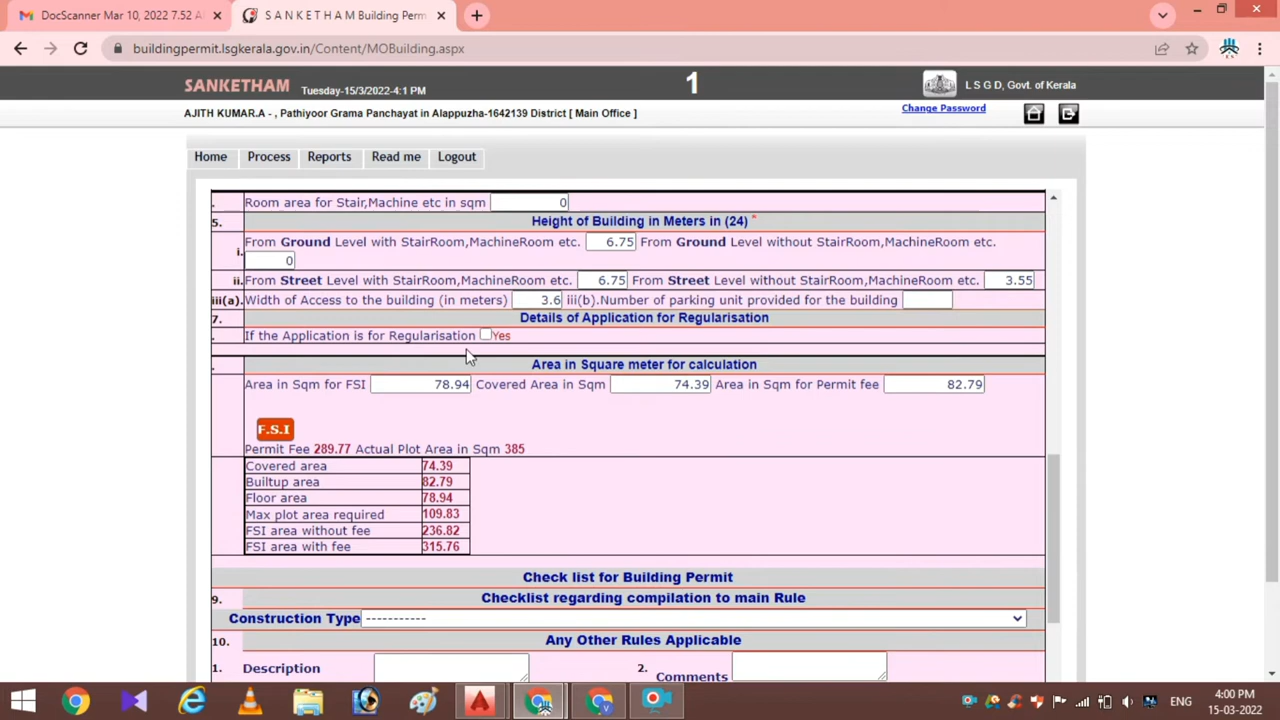 DocScanner Mar 10, 2022 7.52 A
S A N K E T H A M Building Perm
buildingpermit.lsgkerala.gov.in/Content/MOBuilding.aspx
SANKETHAM Tuesday-15/3/2022-4:1 PM 1 L S G D, Govt. of Kerala
AJITH KUMAR.A - , Pathiyoor Grama Panchayat in Alappuzha-1642139 District [ Main Office ] Change Password
Home Process Reports Read me Logout
. Room area for Stair,Machine etc in sqm 0
5. Height of Building in Meters in (24) *
i. From Ground Level with StairRoom,MachineRoom etc. 6.75 From Ground Level without StairRoom,MachineRoom etc.
0
ii. From Street Level with StairRoom,MachineRoom etc. 6.75 From Street Level without StairRoom,MachineRoom etc. 3.55
iii(a). Width of Access to the building (in meters) 3.6 iii(b).Number of parking unit provided for the building
7. Details of Application for Regularisation
. If the Application is for Regularisation Yes
. Area in Square meter for calculation
Area in Sqm for FSI 78.94 Covered Area in Sqm 74.39 Area in Sqm for Permit fee 82.79
F.S.I
Permit Fee 289.77 Actual Plot Area in Sqm 385
Covered area 74.39
Builtup area 82.79
Floor area 78.94
Max plot area required 109.83
FSI area without fee 236.82
FSI area with fee 315.76
Check list for Building Permit
9. Checklist regarding compilation to main Rule
Construction Type -----------
10. Any Other Rules Applicable
1. Description 2. Comments
ENG 4:00 PM
15-03-2022